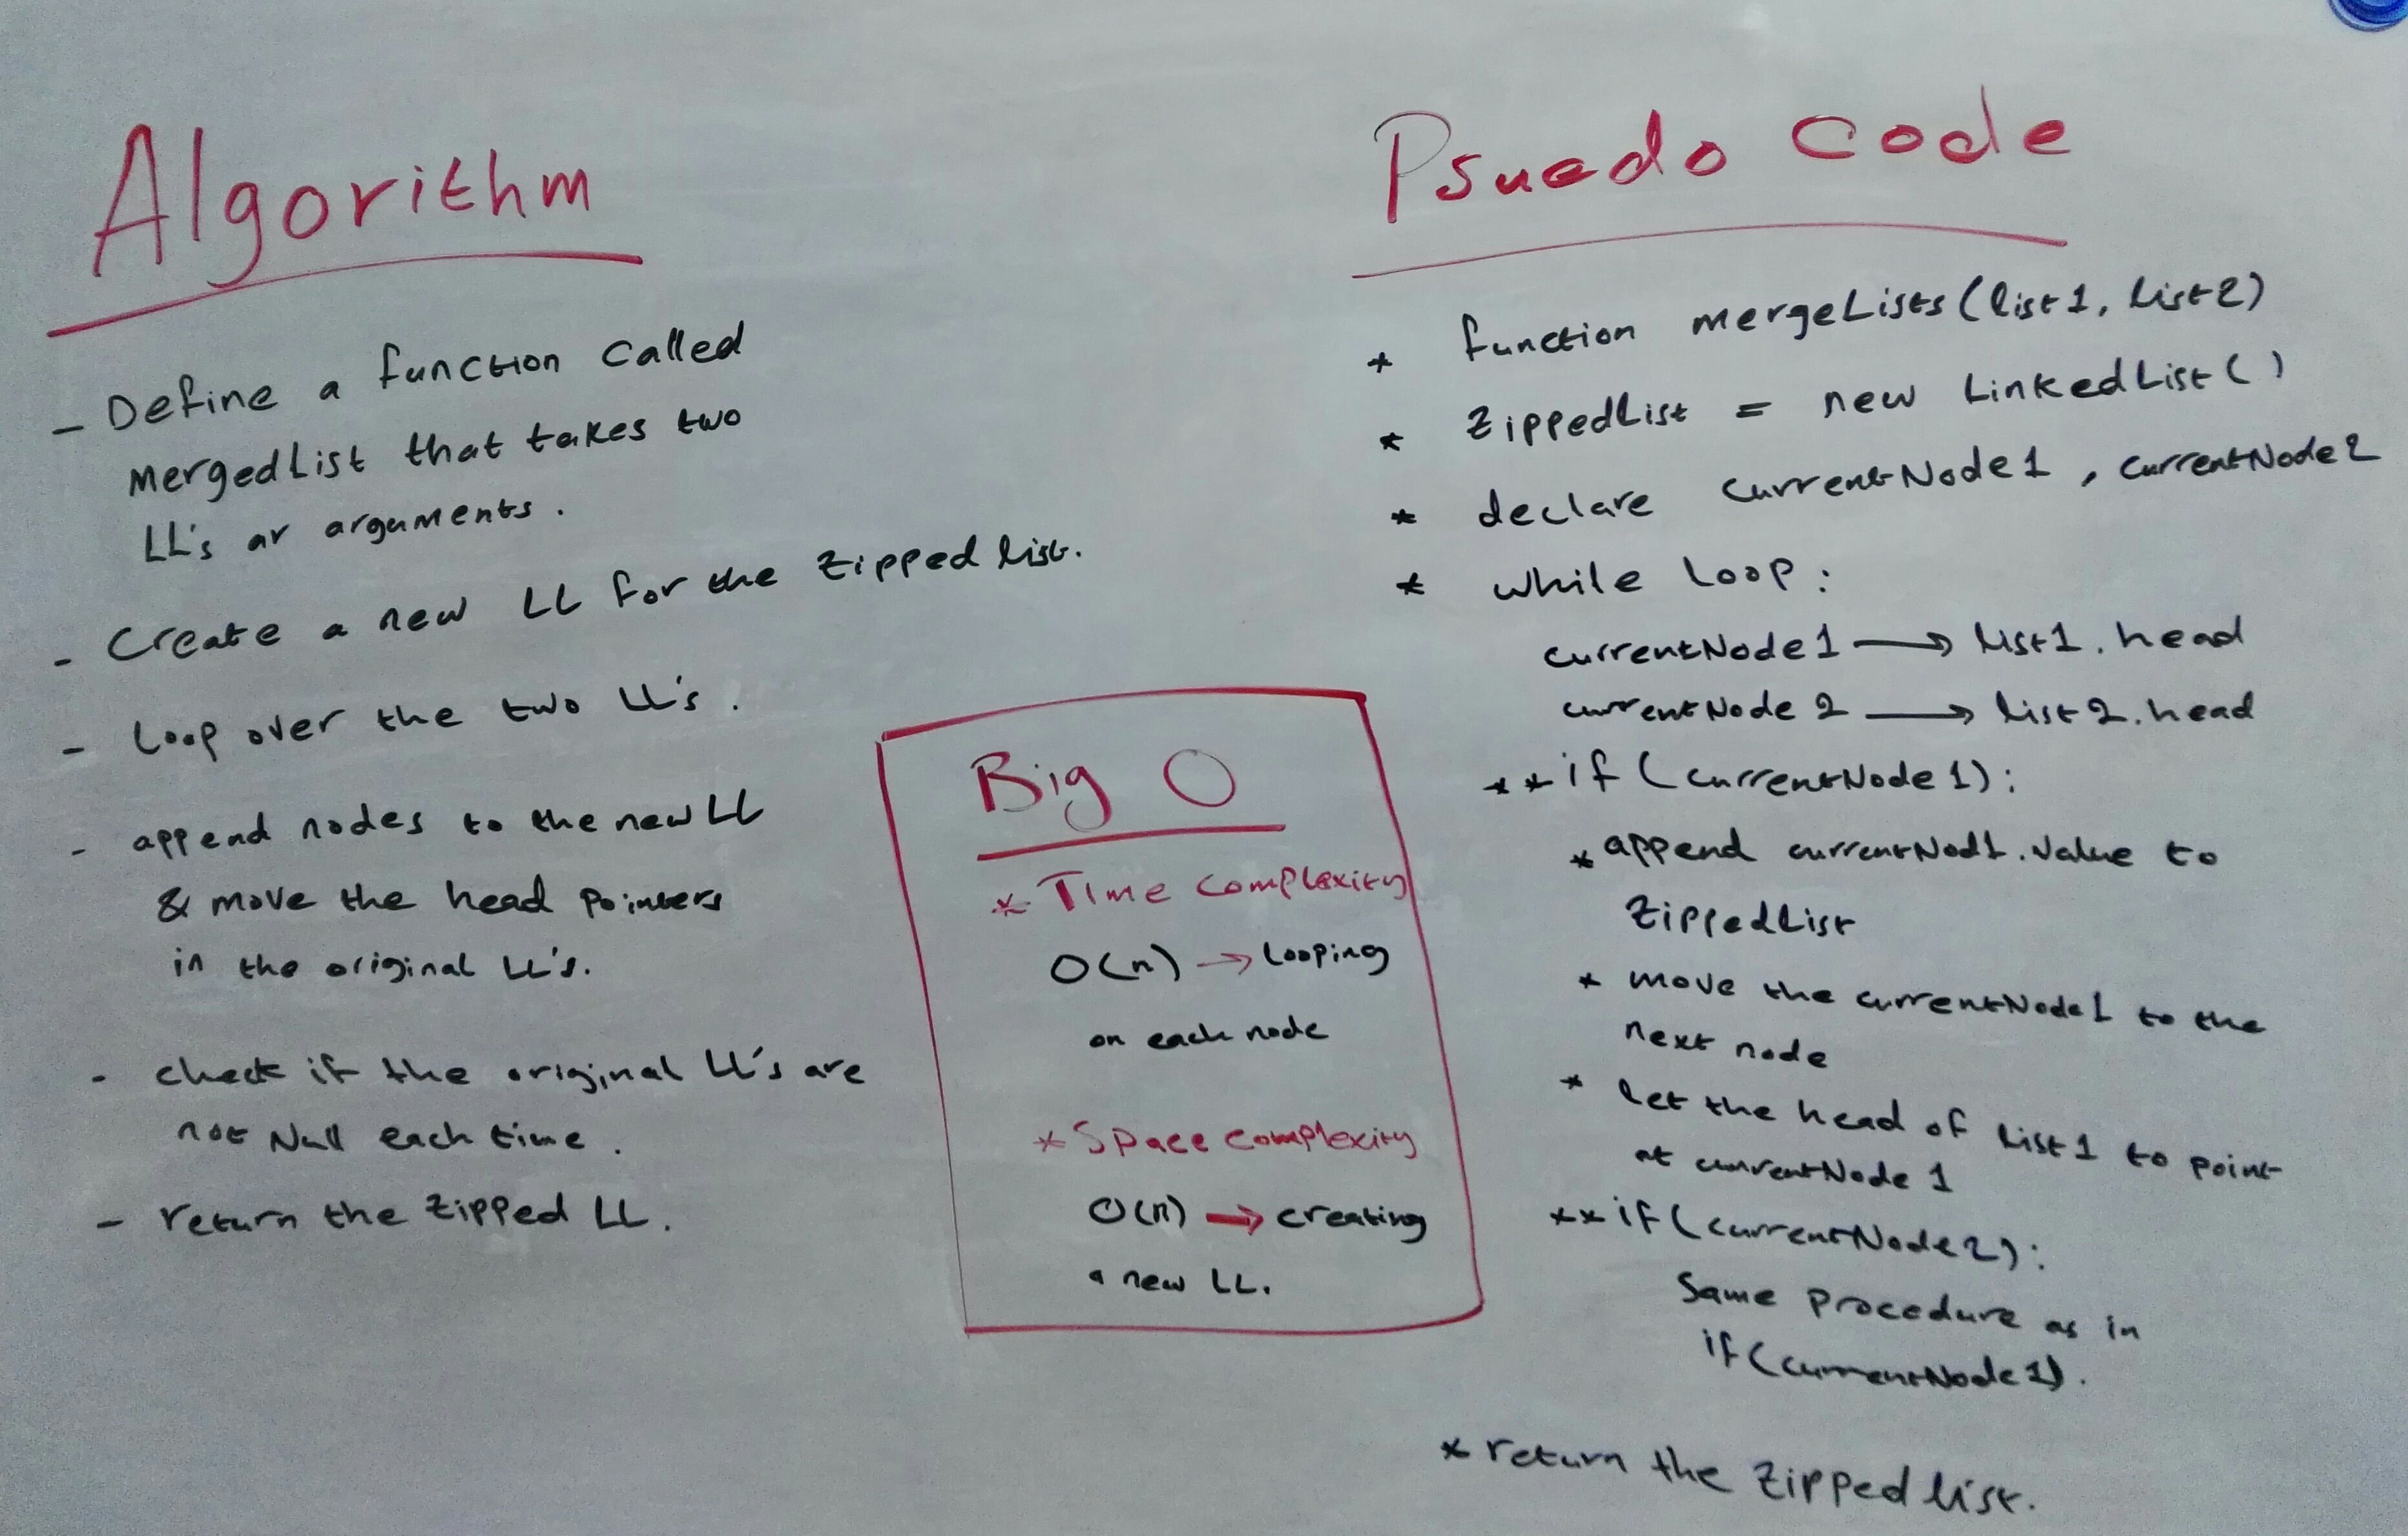 Algorithm
- Define a function called
MergedList that takes two
LL's ar arguments.
- Create a new LL for the Zipped list.
- Loop over the two LL's.
- append nodes to the new LL
& move the head pointers
in the original LL's.
- check if the original LL's are
not Null each time.
- return the zipped LL.
Big O
* Time complexity
O(n) → Looping
on each node
* Space complexity
O(n) → creating
a new LL.
Psuedo Code
* function mergeLists(list1, List2)
* ZippedList = new LinkedList()
* declare currentNode1, currentNode2
* while loop:
currentNode1 → list1.head
currentNode2 → list2.head
** if (currentNode1):
* append currentNod1.value to
ZippedList
* move the currentNode1 to the
next node
* let the head of List1 to point
at currentNode1
** if (currentNode2):
Same procedure as in
if (currentNode1).
* return the Zipped list.